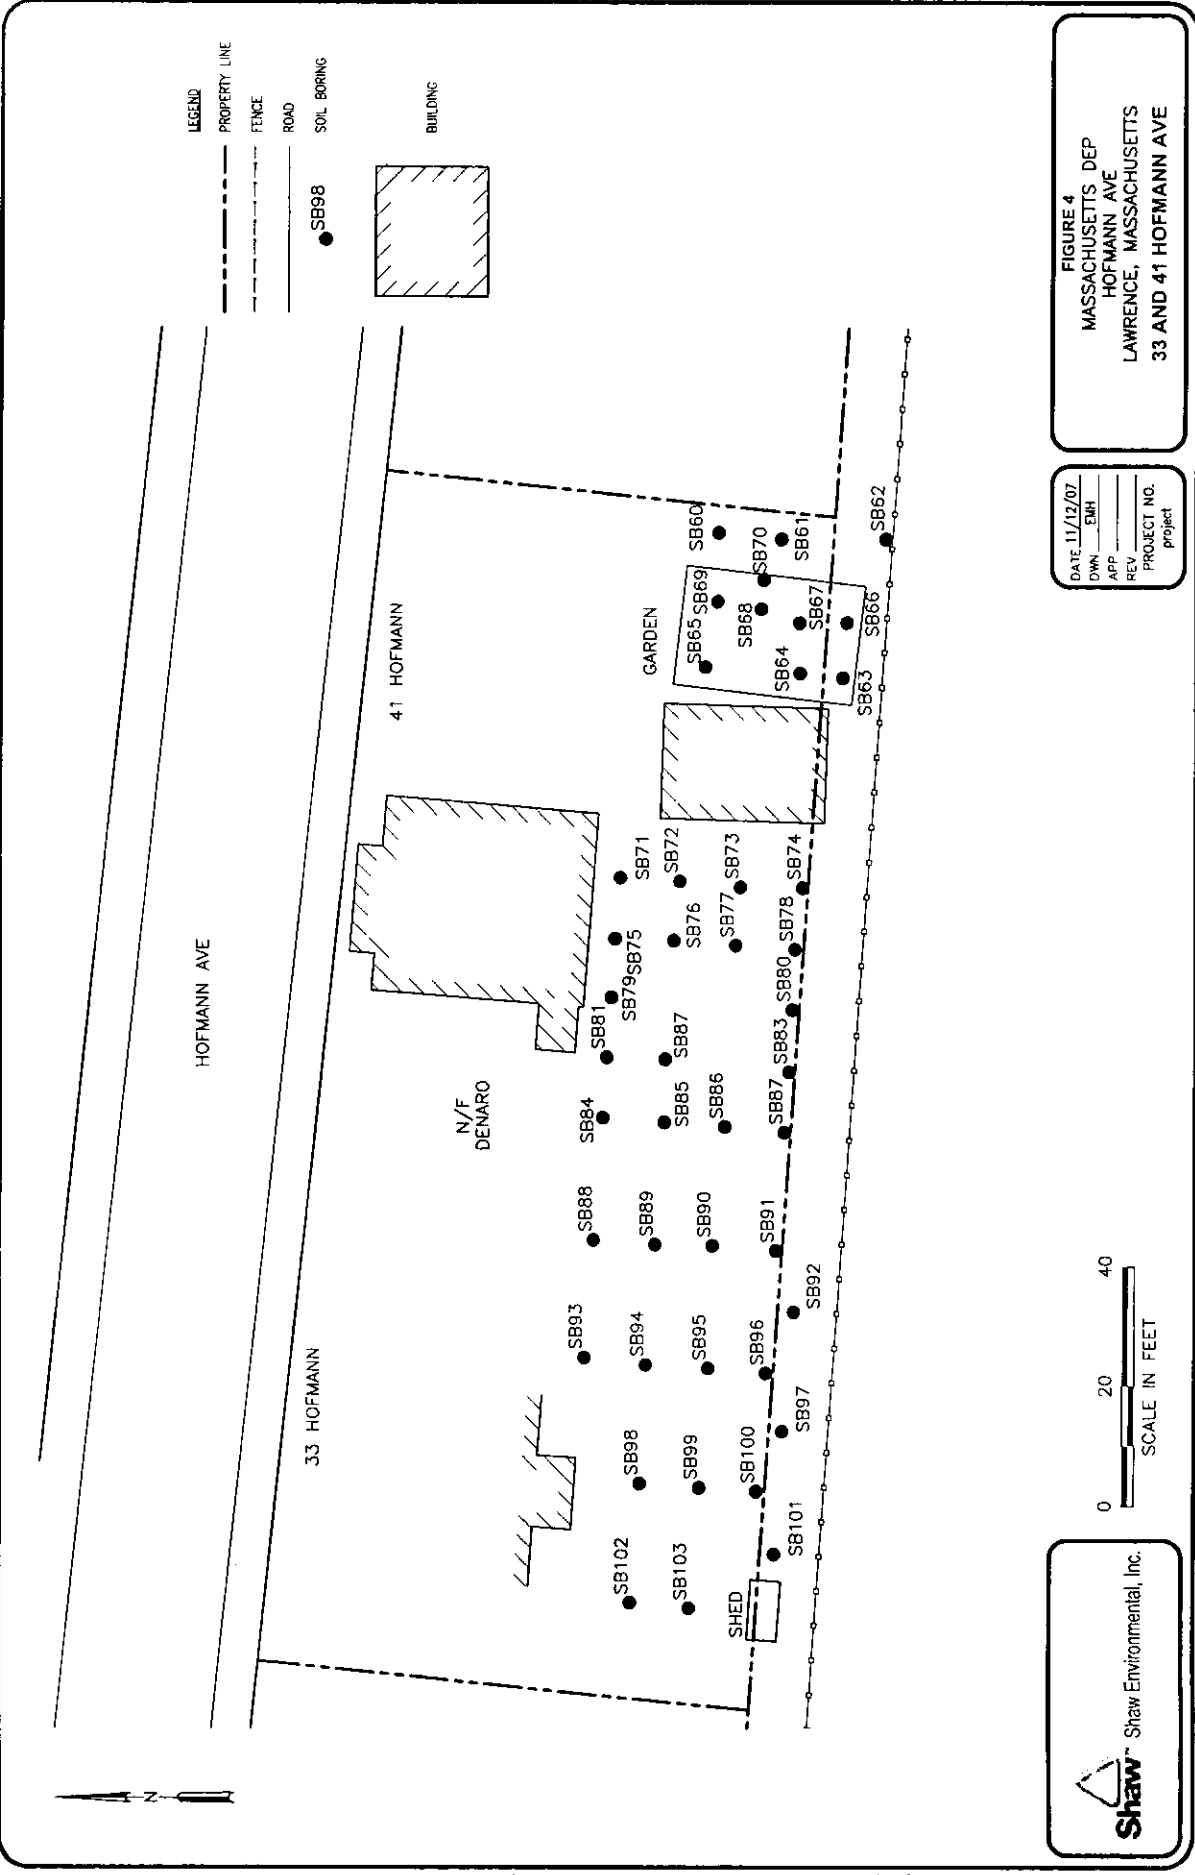 LEGEND
PROPERTY LINE
FENCE
ROAD
SB98
SOIL BORING
BUILDING
HOFMANN AVE
33 HOFMANN
41 HOFMANN
N/F
DENARO
GARDEN
SB60
SB61
SB62
SB70
SB69
SB65
SB68
SB67
SB64
SB66
SB63
SB71
SB72
SB73
SB74
SB75
SB76
SB77
SB78
SB79
SB80
SB81
SB87
SB83
SB84
SB85
SB86
SB87
SB88
SB89
SB90
SB91
SB92
SB93
SB94
SB95
SB96
SB97
SB98
SB99
SB100
SB101
SB102
SB103
SHED
N
0 20 40
SCALE IN FEET
Shaw™ Shaw Environmental, Inc.
DATE 11/12/07
DWN EMH
APP
REV
PROJECT NO.
project
FIGURE 4
MASSACHUSETTS DEP
HOFMANN AVE
LAWRENCE, MASSACHUSETTS
33 AND 41 HOFMANN AVE